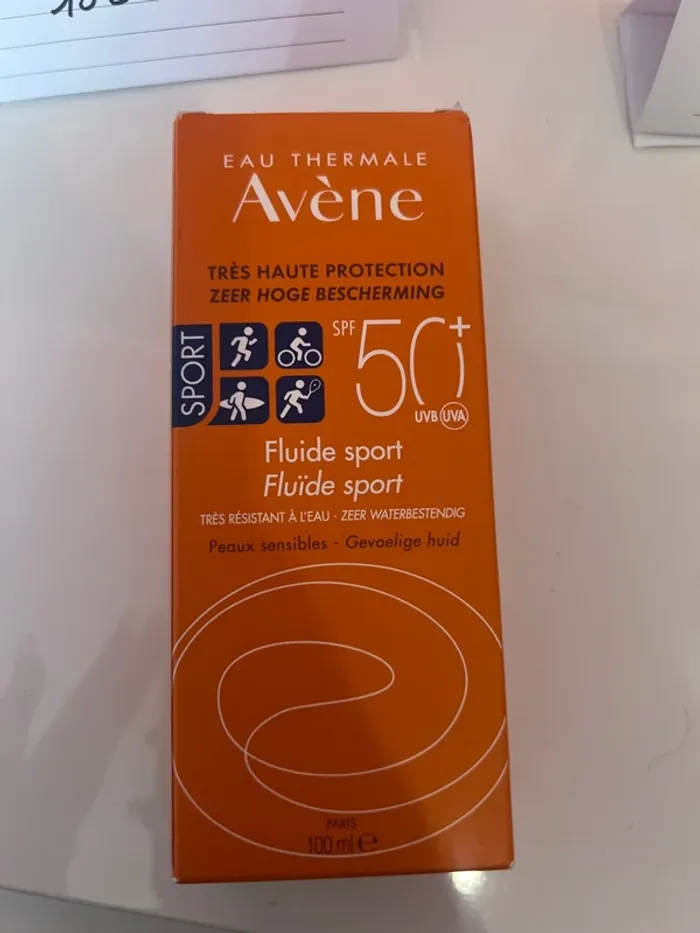 EAU THERMALE
Avène
TRÈS HAUTE PROTECTION
ZEER HOGE BESCHERMING
SPORT
SPF 50+
UVB UVA
Fluide sport
Fluïde sport
TRÈS RÉSISTANT À L'EAU - ZEER WATERBESTENDIG
Peaux sensibles - Gevoelige huid
PARIS
100 ml e